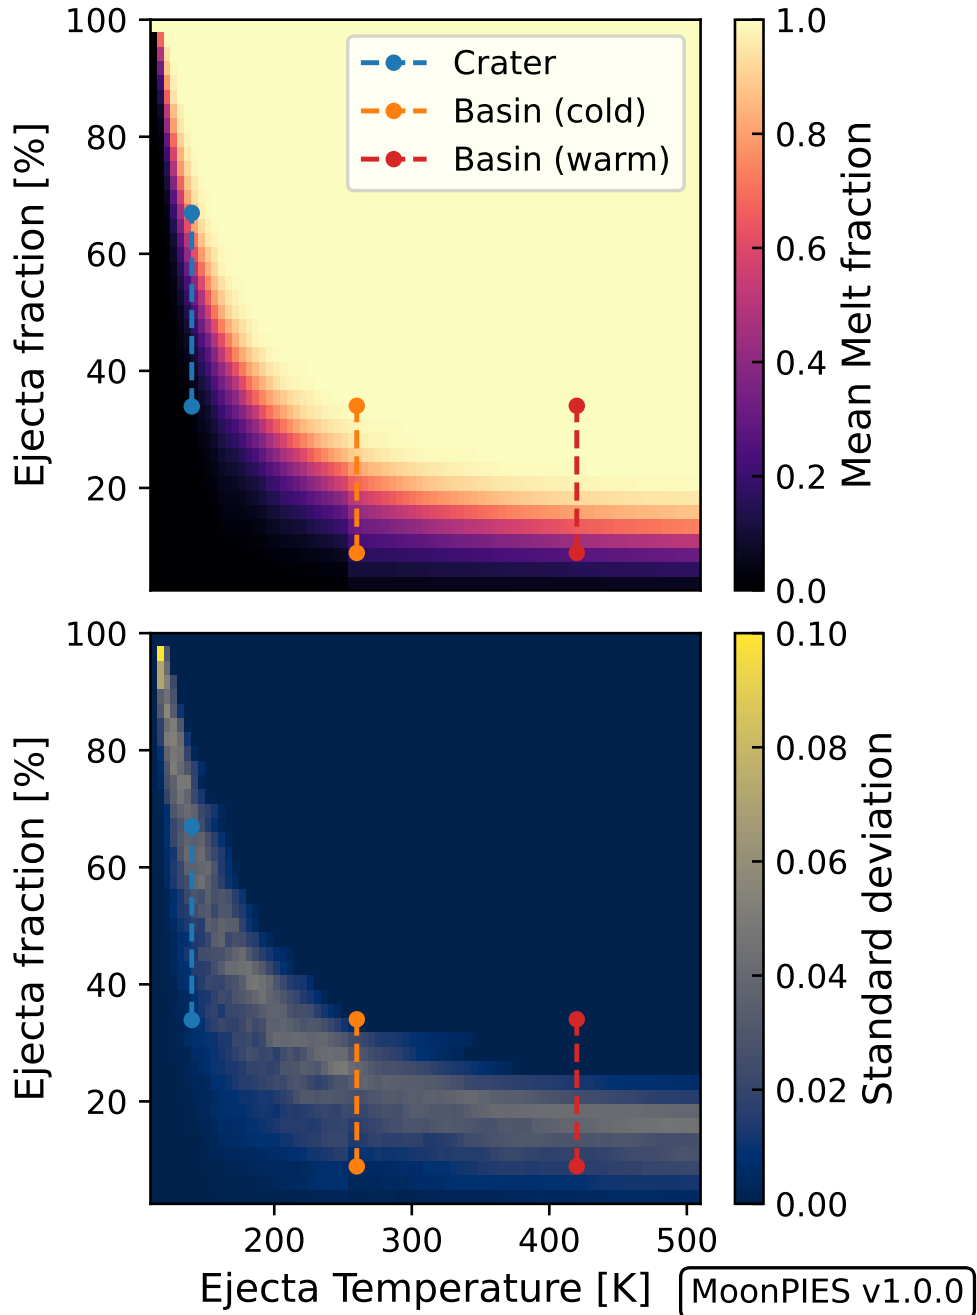 100
80
60
40
20
Ejecta fraction [%]
Crater
Basin (cold)
Basin (warm)
1.0
0.8
0.6
0.4
0.2
0.0
Mean Melt fraction
100
80
60
40
20
Ejecta fraction [%]
0.10
0.08
0.06
0.04
0.02
0.00
Standard deviation
200 300 400 500
Ejecta Temperature [K]
MoonPIES v1.0.0